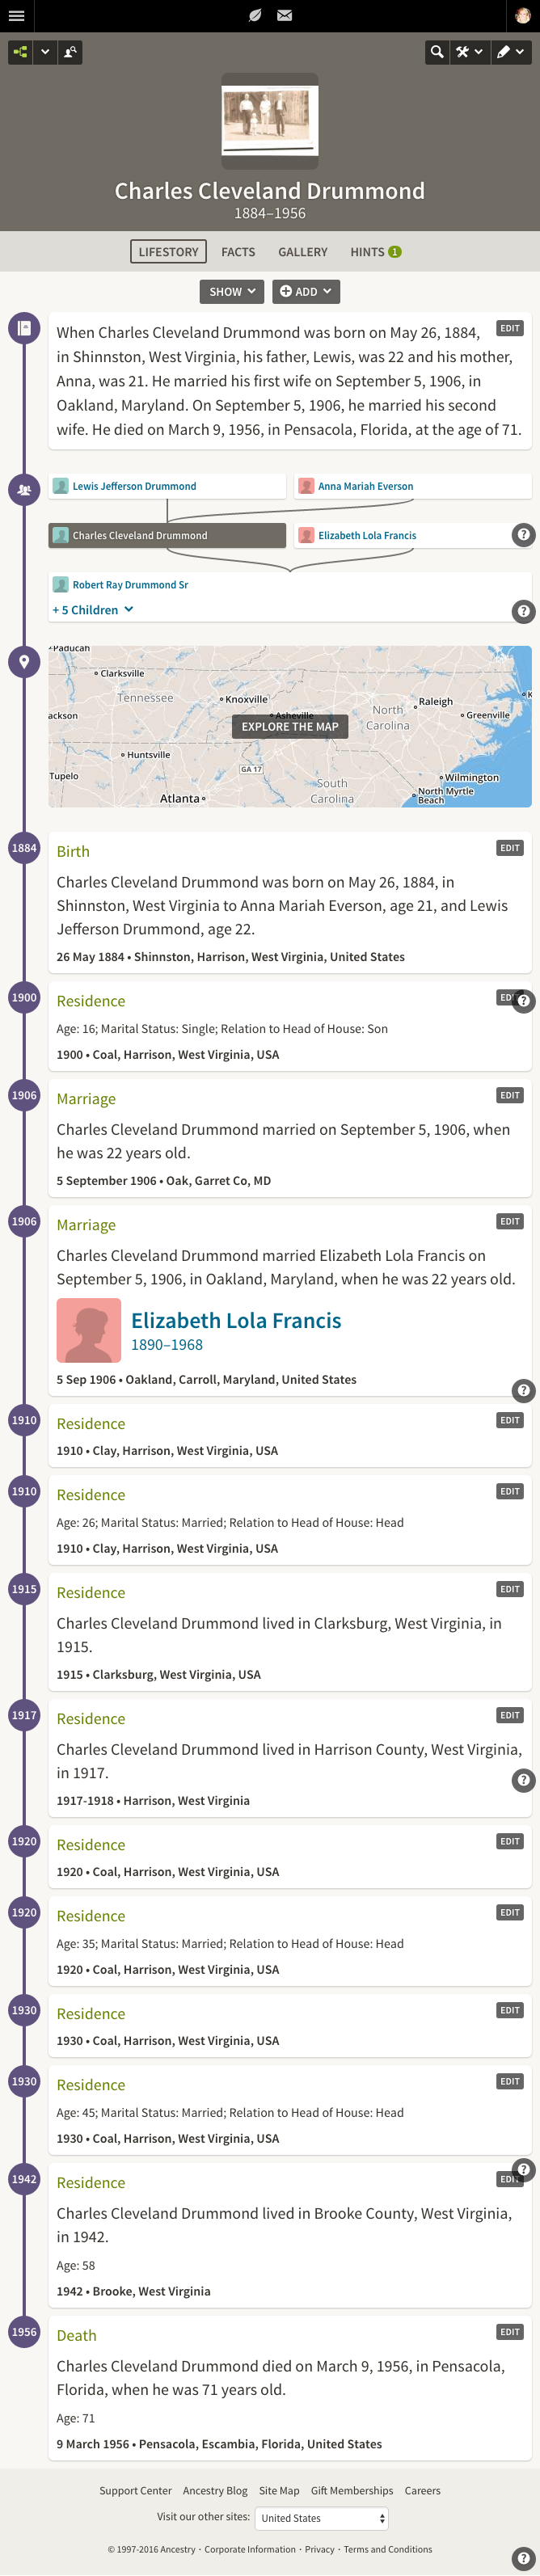 Charles Cleveland Drummond
1884–1956
LIFESTORY FACTS GALLERY HINTS 1
SHOW ADD
EDIT
When Charles Cleveland Drummond was born on May 26, 1884,
in Shinnston, West Virginia, his father, Lewis, was 22 and his mother,
Anna, was 21. He married his first wife on September 5, 1906, in
Oakland, Maryland. On September 5, 1906, he married his second
wife. He died on March 9, 1956, in Pensacola, Florida, at the age of 71.
Lewis Jefferson Drummond Anna Mariah Everson
Charles Cleveland Drummond Elizabeth Lola Francis ?
Robert Ray Drummond Sr
+ 5 Children ?
Paducah
Clarksville
Tennessee
Knoxville
North
Carolina
Raleigh
Greenville
ackson
Asheville
EXPLORE THE MAP
Huntsville
GA 17
Tupelo
South
Carolina
Wilmington
North Myrtle
Beach
Atlanta
1884 Birth EDIT
Charles Cleveland Drummond was born on May 26, 1884, in
Shinnston, West Virginia to Anna Mariah Everson, age 21, and Lewis
Jefferson Drummond, age 22.
26 May 1884 • Shinnston, Harrison, West Virginia, United States
1900 Residence EDIT ?
Age: 16; Marital Status: Single; Relation to Head of House: Son
1900 • Coal, Harrison, West Virginia, USA
1906 Marriage EDIT
Charles Cleveland Drummond married on September 5, 1906, when
he was 22 years old.
5 September 1906 • Oak, Garret Co, MD
1906 Marriage EDIT
Charles Cleveland Drummond married Elizabeth Lola Francis on
September 5, 1906, in Oakland, Maryland, when he was 22 years old.
Elizabeth Lola Francis
1890–1968
5 Sep 1906 • Oakland, Carroll, Maryland, United States
?
1910 Residence EDIT
1910 • Clay, Harrison, West Virginia, USA
1910 Residence EDIT
Age: 26; Marital Status: Married; Relation to Head of House: Head
1910 • Clay, Harrison, West Virginia, USA
1915 Residence EDIT
Charles Cleveland Drummond lived in Clarksburg, West Virginia, in
1915.
1915 • Clarksburg, West Virginia, USA
1917 Residence EDIT
Charles Cleveland Drummond lived in Harrison County, West Virginia,
in 1917.
?
1917-1918 • Harrison, West Virginia
1920 Residence EDIT
1920 • Coal, Harrison, West Virginia, USA
1920 Residence EDIT
Age: 35; Marital Status: Married; Relation to Head of House: Head
1920 • Coal, Harrison, West Virginia, USA
1930 Residence EDIT
1930 • Coal, Harrison, West Virginia, USA
1930 Residence EDIT
Age: 45; Marital Status: Married; Relation to Head of House: Head
1930 • Coal, Harrison, West Virginia, USA
?
1942 Residence EDIT
Charles Cleveland Drummond lived in Brooke County, West Virginia,
in 1942.
Age: 58
1942 • Brooke, West Virginia
1956 Death EDIT
Charles Cleveland Drummond died on March 9, 1956, in Pensacola,
Florida, when he was 71 years old.
Age: 71
9 March 1956 • Pensacola, Escambia, Florida, United States
Support Center Ancestry Blog Site Map Gift Memberships Careers
Visit our other sites: United States
© 1997-2016 Ancestry · Corporate Information · Privacy · Terms and Conditions
?